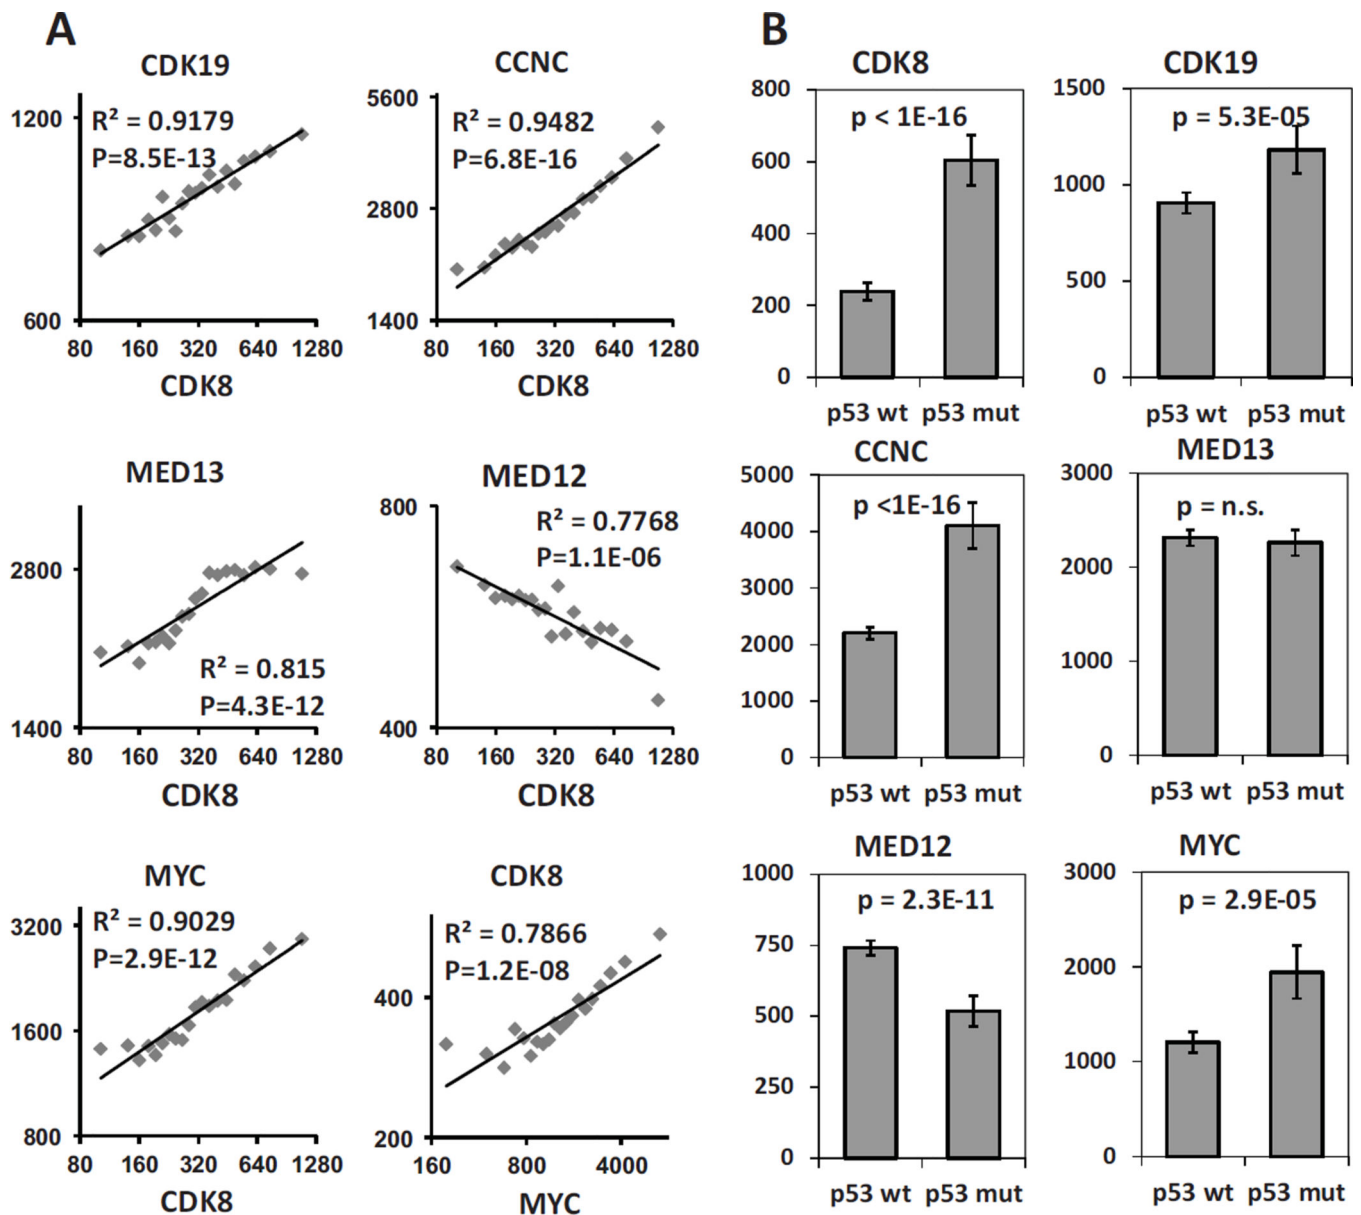 A
CDK19
1200
600
R² = 0.9179
P=8.5E-13
80 160 320 640 1280
CDK8
CCNC
5600
2800
1400
R² = 0.9482
P=6.8E-16
80 160 320 640 1280
CDK8
MED13
2800
1400
R² = 0.815
P=4.3E-12
80 160 320 640 1280
CDK8
MED12
800
400
R² = 0.7768
P=1.1E-06
80 160 320 640 1280
CDK8
MYC
3200
1600
800
R² = 0.9029
P=2.9E-12
80 160 320 640 1280
CDK8
CDK8
400
200
R² = 0.7866
P=1.2E-08
160 800 4000
MYC
B
CDK8
800
600
400
200
0
p < 1E-16
p53 wt p53 mut
CDK19
1500
1000
500
0
p = 5.3E-05
p53 wt p53 mut
CCNC
5000
4000
3000
2000
1000
0
p <1E-16
p53 wt p53 mut
MED13
3000
2000
1000
0
p = n.s.
p53 wt p53 mut
MED12
1000
750
500
250
0
p = 2.3E-11
p53 wt p53 mut
MYC
3000
2000
1000
0
p = 2.9E-05
p53 wt p53 mut